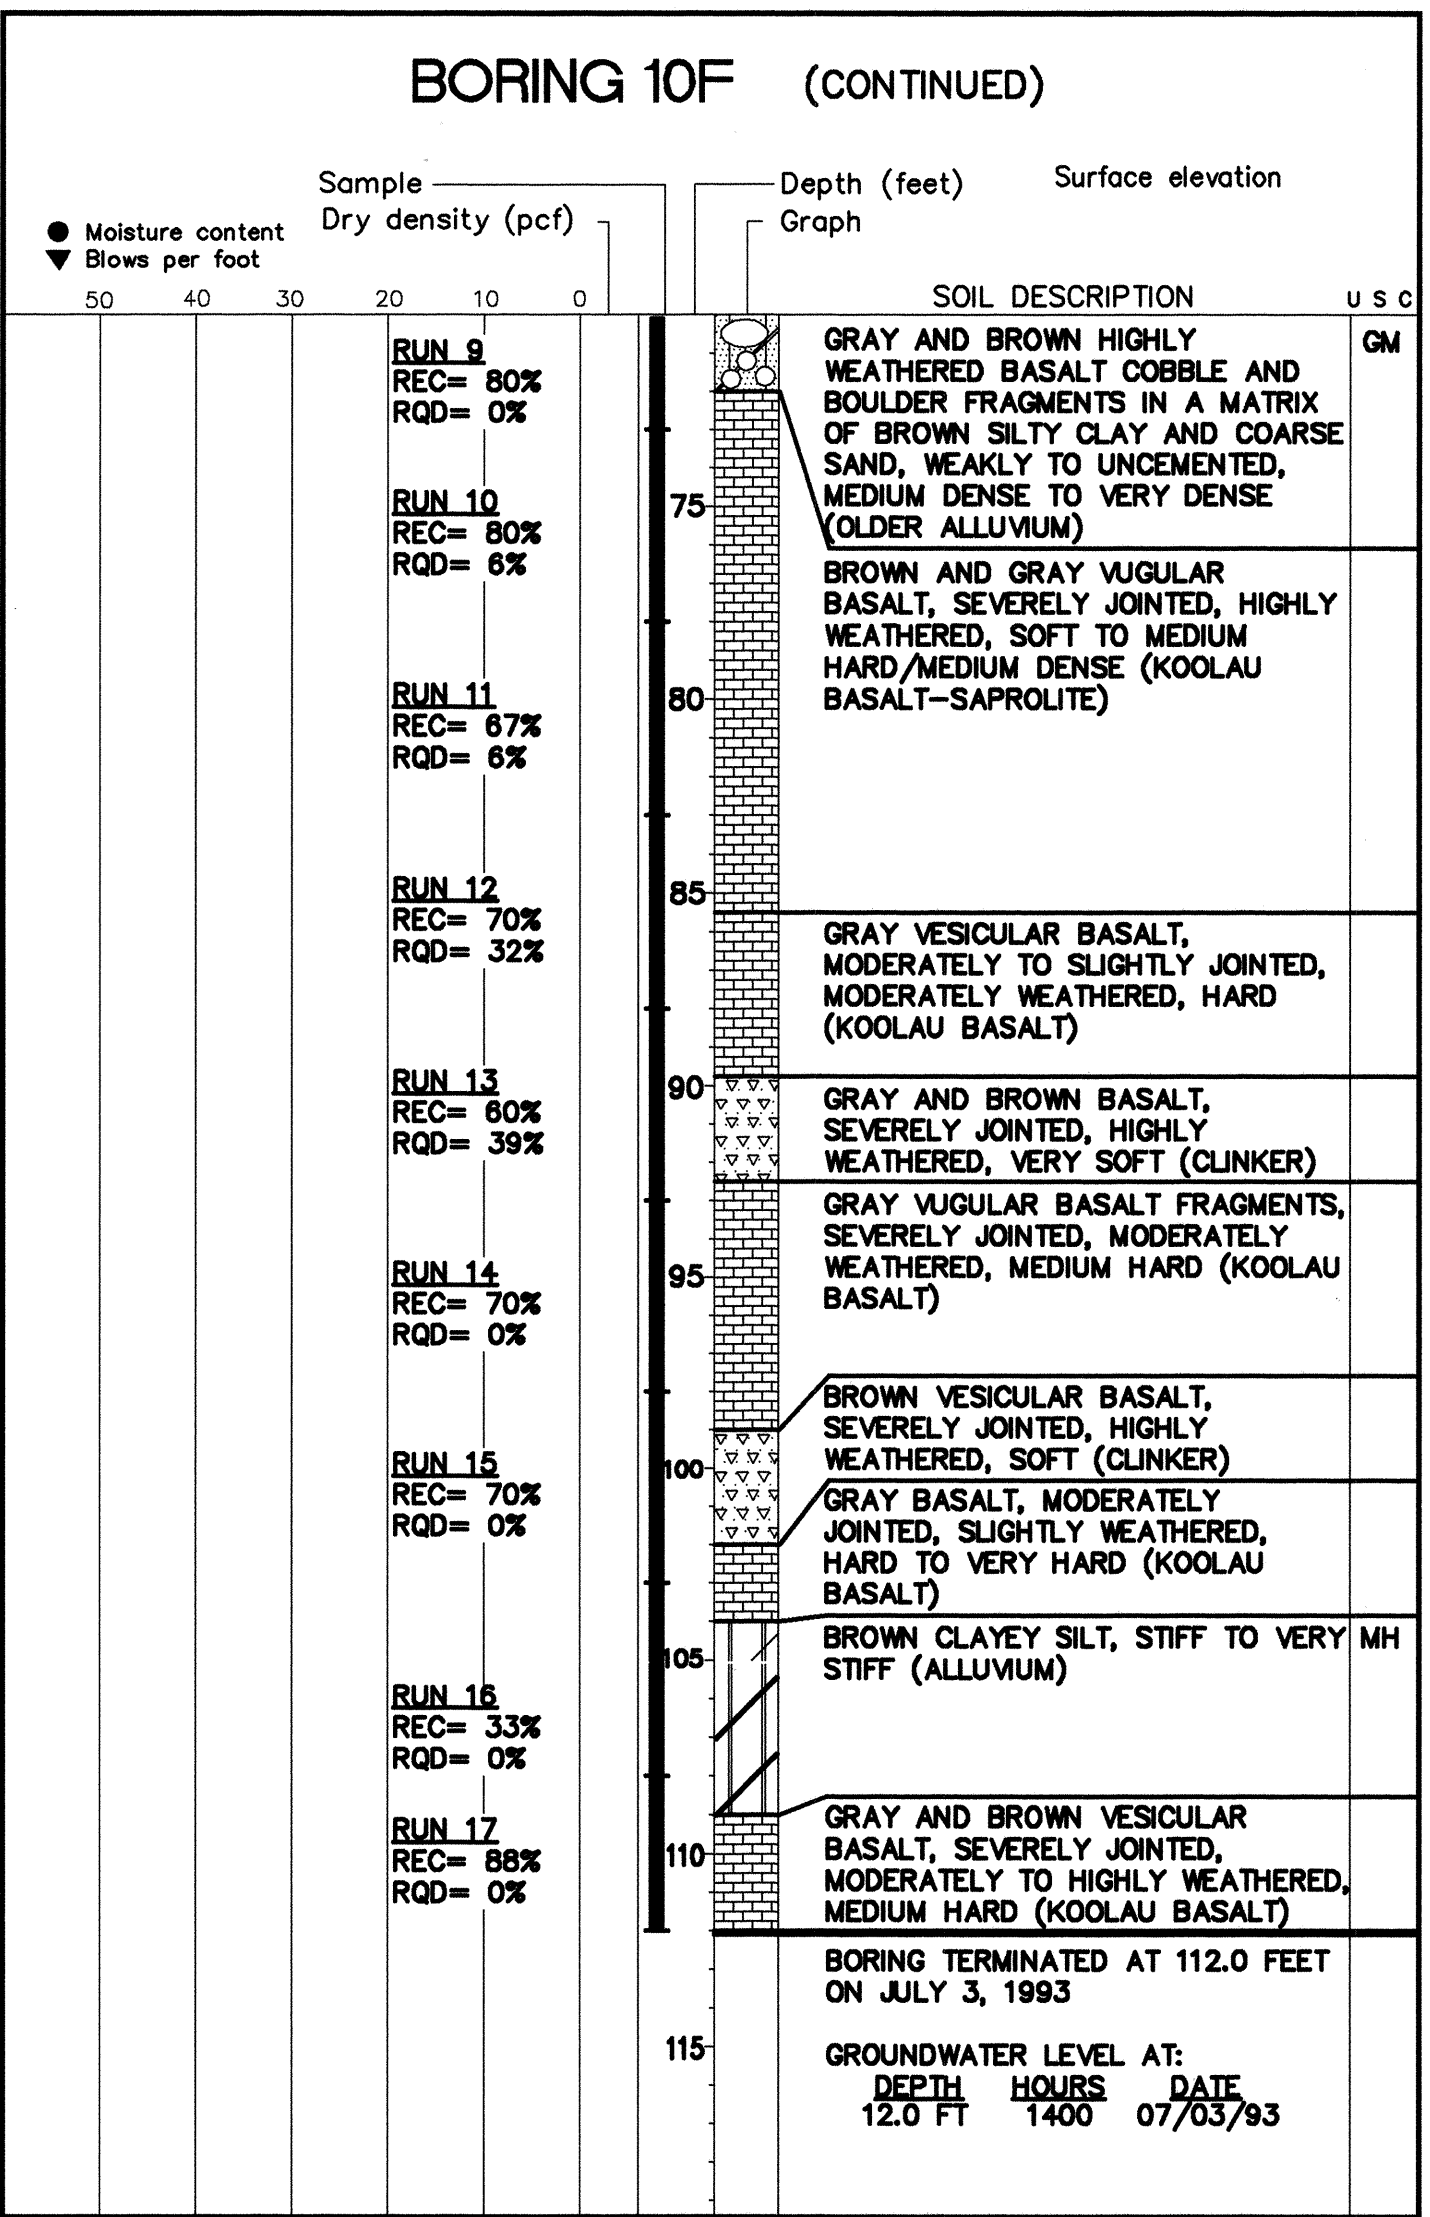 BORING 10F (CONTINUED)
Sample
Depth (feet)
Surface elevation
Dry density (pcf)
Graph
Moisture content
Blows per foot
50 40 30 20 10 0
SOIL DESCRIPTION
U S C
RUN 9
REC= 80%
RQD= 0%
RUN 10
REC= 80%
RQD= 6%
RUN 11
REC= 67%
RQD= 6%
RUN 12
REC= 70%
RQD= 32%
RUN 13
REC= 60%
RQD= 39%
RUN 14
REC= 70%
RQD= 0%
RUN 15
REC= 70%
RQD= 0%
RUN 16
REC= 33%
RQD= 0%
RUN 17
REC= 88%
RQD= 0%
75
80
85
90
95
100
105
110
115
GRAY AND BROWN HIGHLY
WEATHERED BASALT COBBLE AND
BOULDER FRAGMENTS IN A MATRIX
OF BROWN SILTY CLAY AND COARSE
SAND, WEAKLY TO UNCEMENTED,
MEDIUM DENSE TO VERY DENSE
(OLDER ALLUVIUM)
GM
BROWN AND GRAY VUGULAR
BASALT, SEVERELY JOINTED, HIGHLY
WEATHERED, SOFT TO MEDIUM
HARD/MEDIUM DENSE (KOOLAU
BASALT-SAPROLITE)
GRAY VESICULAR BASALT,
MODERATELY TO SLIGHTLY JOINTED,
MODERATELY WEATHERED, HARD
(KOOLAU BASALT)
GRAY AND BROWN BASALT,
SEVERELY JOINTED, HIGHLY
WEATHERED, VERY SOFT (CLINKER)
GRAY VUGULAR BASALT FRAGMENTS,
SEVERELY JOINTED, MODERATELY
WEATHERED, MEDIUM HARD (KOOLAU
BASALT)
BROWN VESICULAR BASALT,
SEVERELY JOINTED, HIGHLY
WEATHERED, SOFT (CLINKER)
GRAY BASALT, MODERATELY
JOINTED, SLIGHTLY WEATHERED,
HARD TO VERY HARD (KOOLAU
BASALT)
BROWN CLAYEY SILT, STIFF TO VERY
STIFF (ALLUVIUM)
MH
GRAY AND BROWN VESICULAR
BASALT, SEVERELY JOINTED,
MODERATELY TO HIGHLY WEATHERED,
MEDIUM HARD (KOOLAU BASALT)
BORING TERMINATED AT 112.0 FEET
ON JULY 3, 1993
GROUNDWATER LEVEL AT:
DEPTH HOURS DATE
12.0 FT 1400 07/03/93